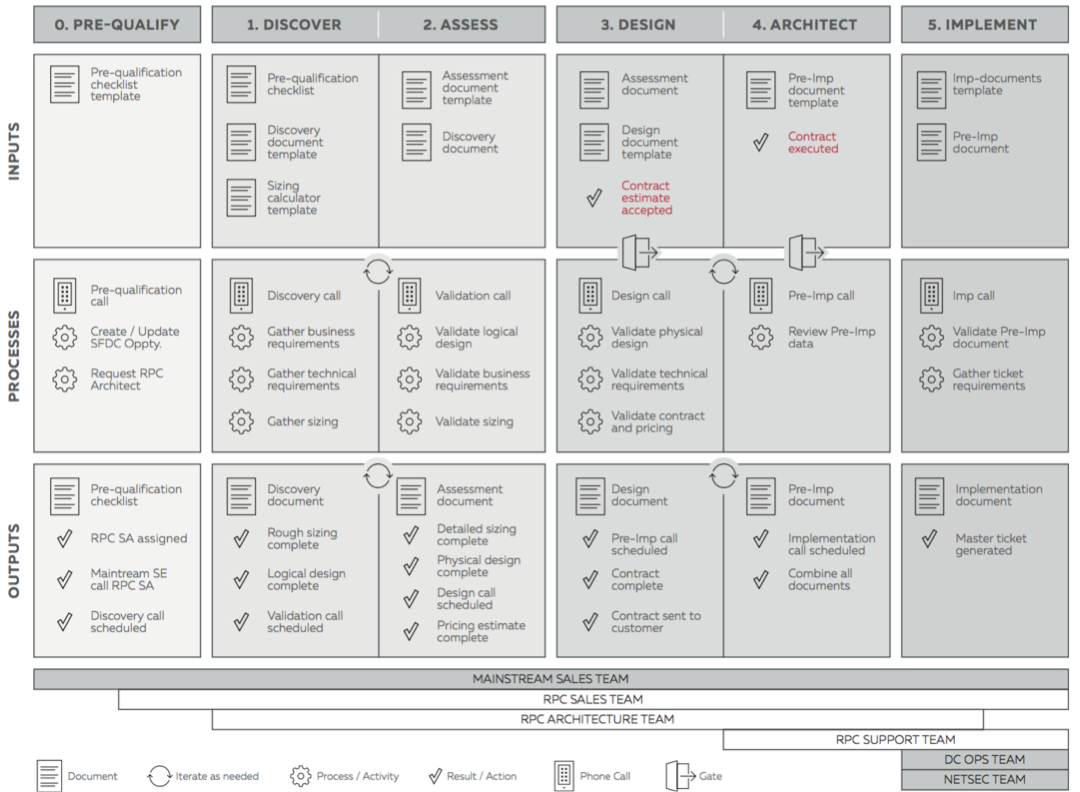 0. PRE-QUALIFY
1. DISCOVER
2. ASSESS
3. DESIGN
4. ARCHITECT
5. IMPLEMENT
INPUTS
Pre-qualification
checklist
template
Pre-qualification
checklist
Discovery
document
template
Sizing
calculator
template
Assessment
document
template
Discovery
document
Assessment
document
Design
document
template
Contract
estimate
accepted
Pre-Imp
document
template
Contract
executed
Imp-documents
template
Pre-Imp
document
PROCESSES
Pre-qualification
call
Create / Update
SFDC Oppty.
Request RPC
Architect
Discovery call
Gather business
requirements
Gather technical
requirements
Gather sizing
Validation call
Validate logical
design
Validate business
requirements
Validate sizing
Design call
Validate physical
design
Validate technical
requirements
Validate contract
and pricing
Pre-Imp call
Review Pre-Imp
data
Imp call
Validate Pre-Imp
document
Gather ticket
requirements
OUTPUTS
Pre-qualification
checklist
RPC SA assigned
Maintream SE
call RPC SA
Discovery call
scheduled
Discovery
document
Rough sizing
complete
Logical design
complete
Validation call
scheduled
Assessment
document
Detailed sizing
complete
Physical design
complete
Design call
scheduled
Pricing estimate
complete
Design
document
Pre-Imp call
scheduled
Contract
complete
Contract sent to
customer
Pre-Imp
document
Implementation
call scheduled
Combine all
documents
Implementation
document
Master ticket
generated
MAINSTREAM SALES TEAM
RPC SALES TEAM
RPC ARCHITECTURE TEAM
RPC SUPPORT TEAM
DC OPS TEAM
NETSEC TEAM
Document
Iterate as needed
Process / Activity
Result / Action
Phone Call
Gate